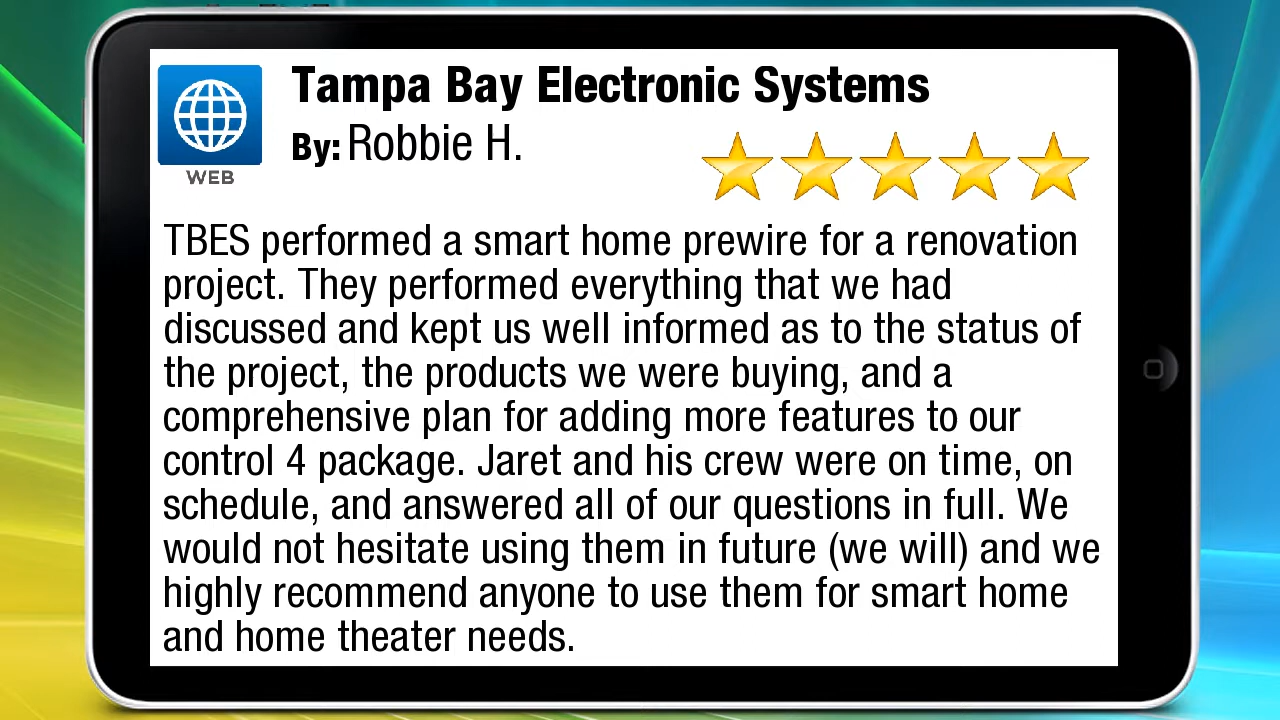 Tampa Bay Electronic Systems
By: Robbie H.
WEB
TBES performed a smart home prewire for a renovation
project. They performed everything that we had
discussed and kept us well informed as to the status of
the project, the products we were buying, and a
comprehensive plan for adding more features to our
control 4 package. Jaret and his crew were on time, on
schedule, and answered all of our questions in full. We
would not hesitate using them in future (we will) and we
highly recommend anyone to use them for smart home
and home theater needs.